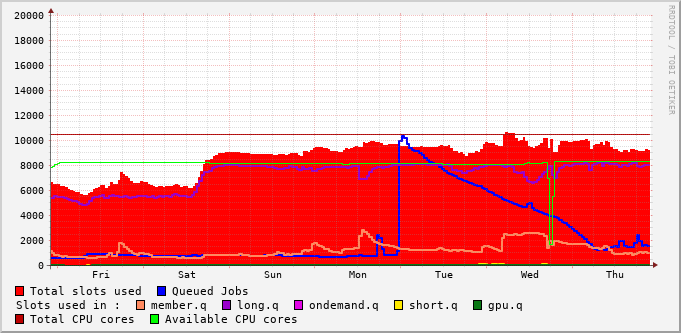 RRDTOOL / TOBI OETIKER
20000
18000
16000
14000
12000
10000
8000
6000
4000
2000
0
Fri Sat Sun Mon Tue Wed Thu
Total slots used Queued Jobs
Slots used in : member.q long.q ondemand.q short.q gpu.q
Total CPU cores Available CPU cores